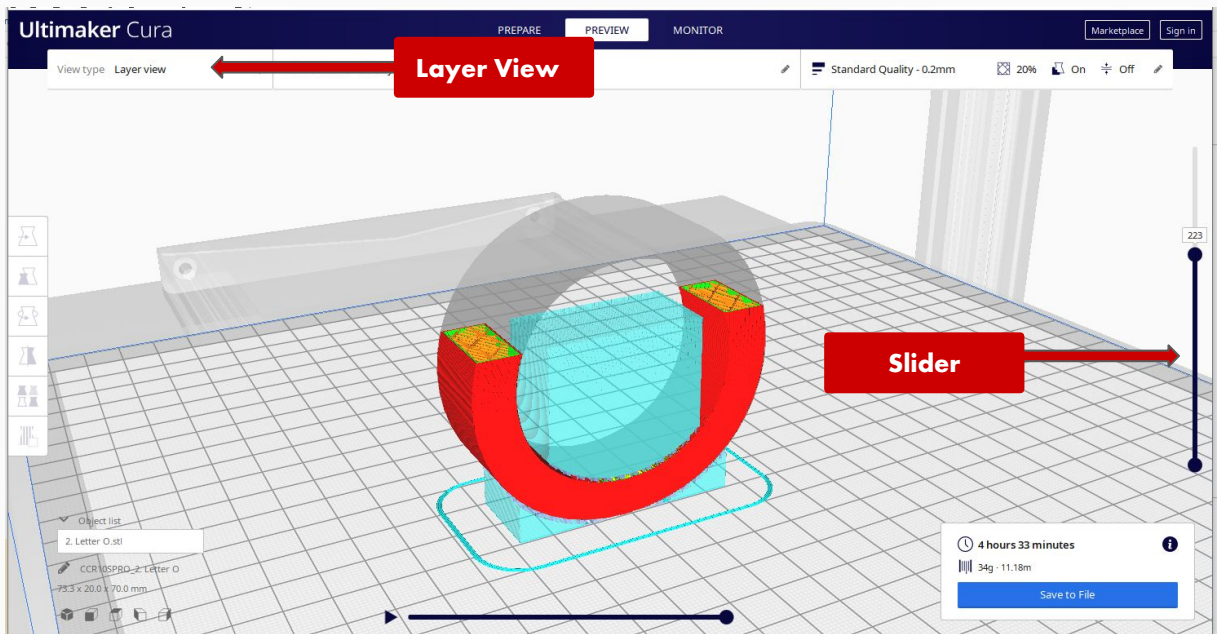 Ultimaker Cura
PREPARE
PREVIEW
MONITOR
Marketplace
Sign in
View type Layer view
Layer View
Standard Quality - 0.2mm
20%
On
Off
223
Slider
Object list
2. Letter O.stl
CCR10SPRO_2. Letter O
73.3 x 20.0 x 70.0 mm
4 hours 33 minutes
34g · 11.18m
Save to File